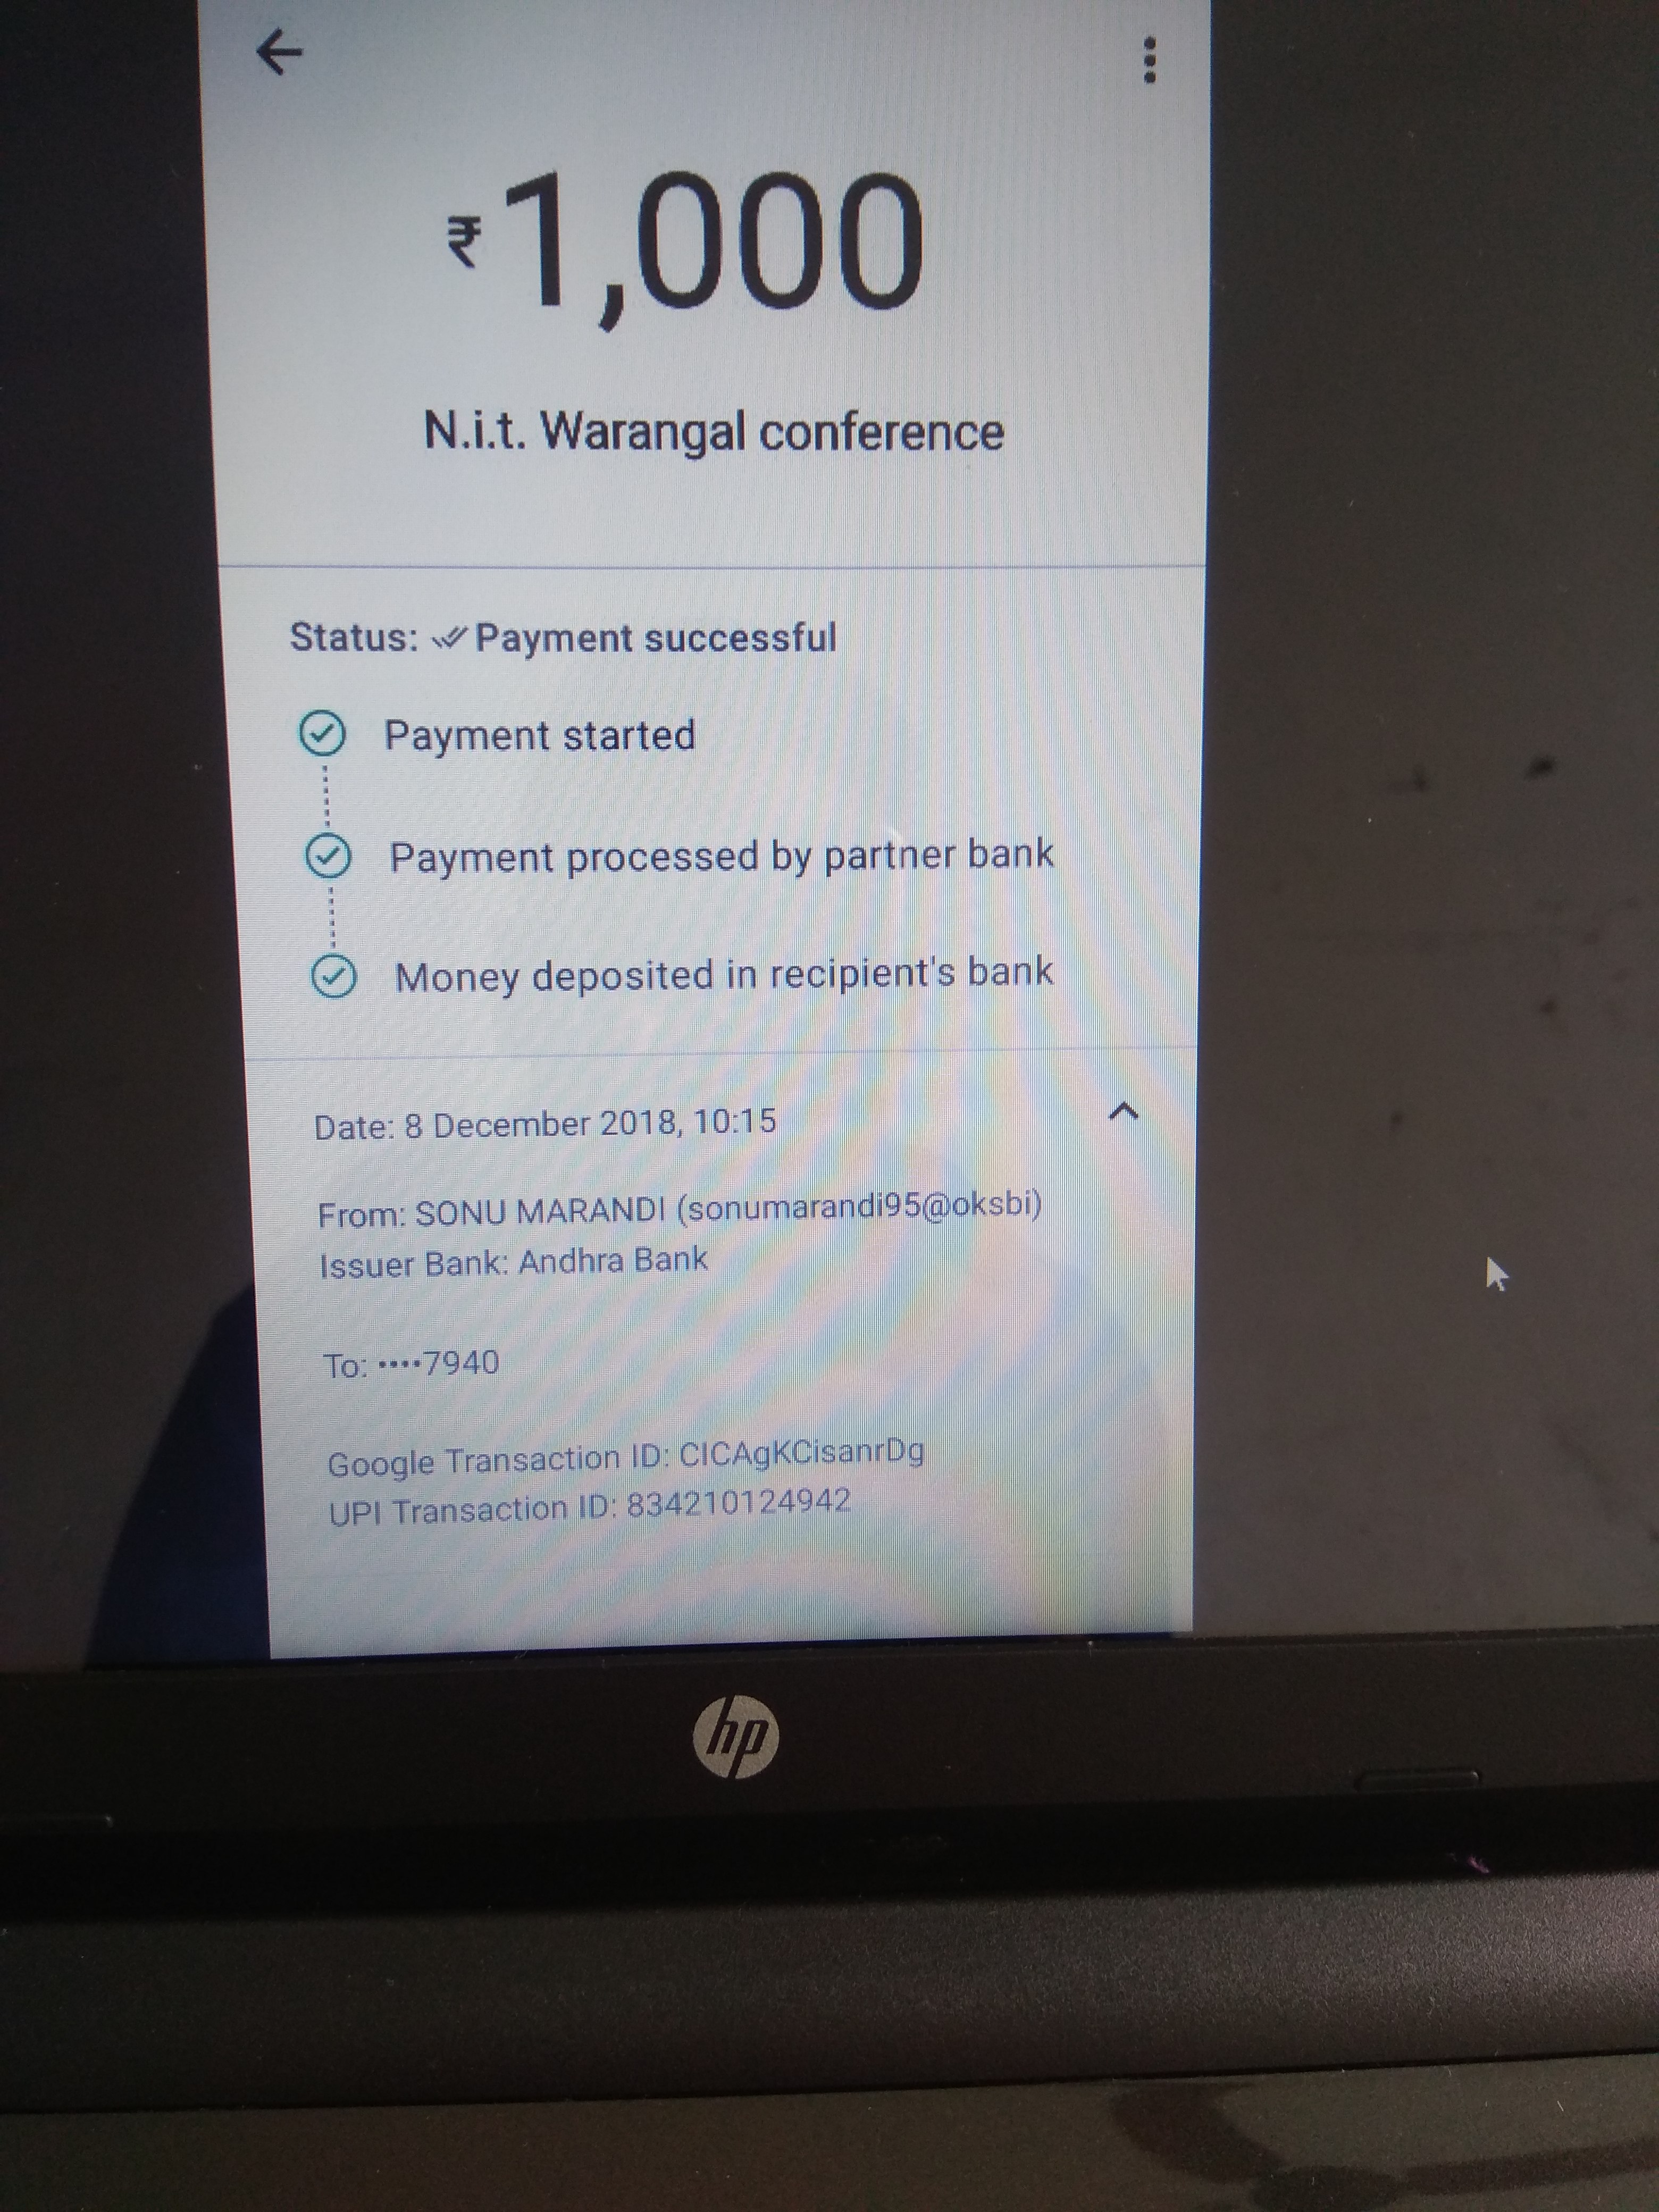 ₹1,000
N.i.t. Warangal conference
Status: Payment successful
Payment started
Payment processed by partner bank
Money deposited in recipient's bank
Date: 8 December 2018, 10:15
From: SONU MARANDI (sonumarandi95@oksbi)
Issuer Bank: Andhra Bank
To: ••••7940
Google Transaction ID: CICAgKCisanrDg
UPI Transaction ID: 834210124942
hp